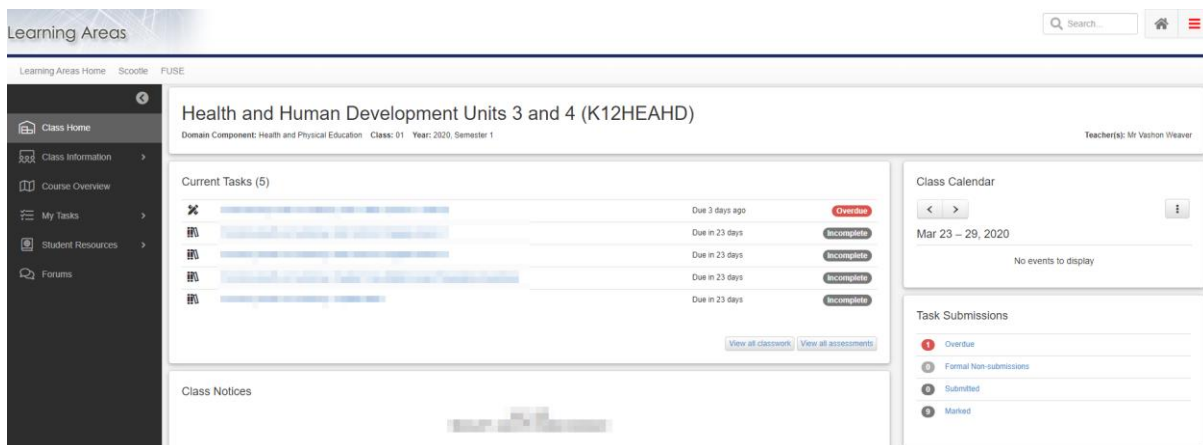 Learning Areas
Search...
Learning Areas Home Scootle FUSE
Class Home
Class Information
Course Overview
My Tasks
Student Resources
Forums
Health and Human Development Units 3 and 4 (K12HEAHD)
Domain Component: Health and Physical Education Class: 01 Year: 2020, Semester 1
Teacher(s): Mr Vashon Weaver
Current Tasks (5)
Due 3 days ago Overdue
Due in 23 days Incomplete
Due in 23 days Incomplete
Due in 23 days Incomplete
Due in 23 days Incomplete
View all classwork View all assessments
Class Notices
Class Calendar
Mar 23 – 29, 2020
No events to display
Task Submissions
1 Overdue
0 Formal Non-submissions
0 Submitted
9 Marked